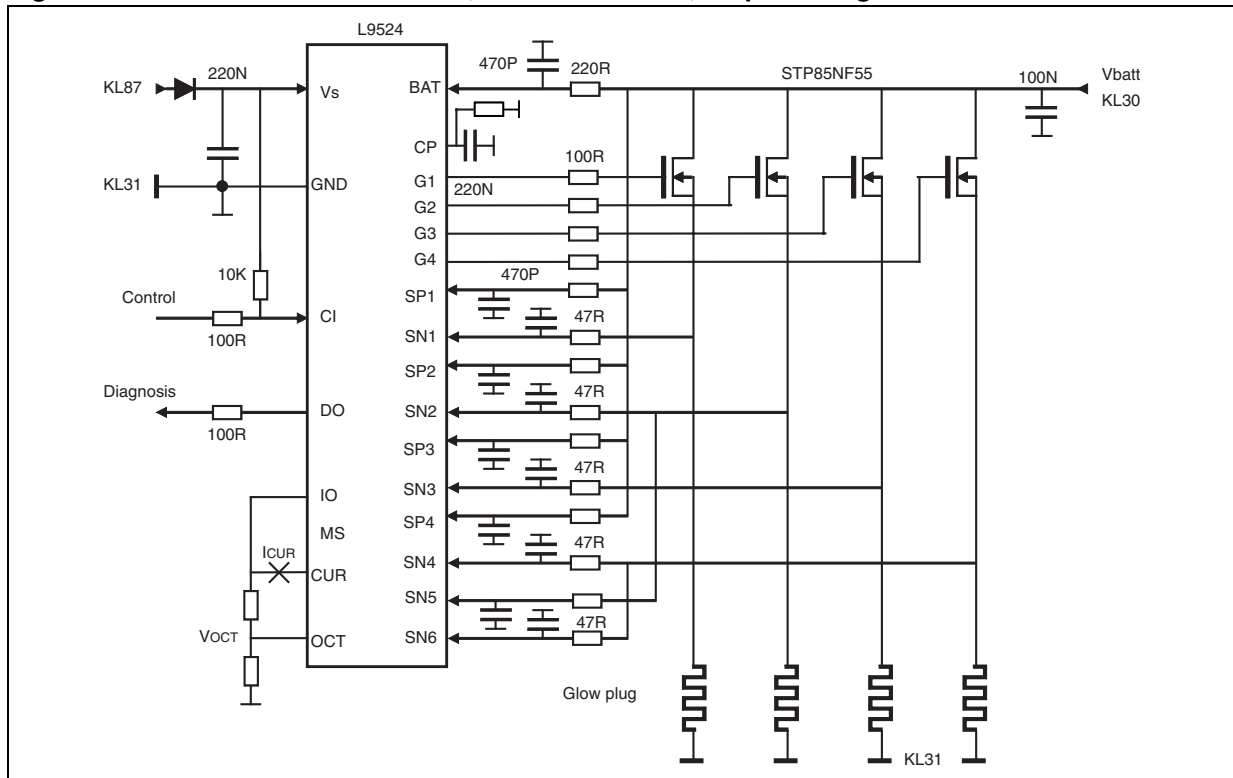 L9524
KL87
220N
Vs
BAT
470P
220R
STP85NF55
100N
Vbatt
KL30
CP
KL31
GND
G1
220N
100R
G2
G3
G4
10K
Control
100R
CI
470P
SP1
SN1
47R
SP2
Diagnosis
100R
DO
SN2
47R
SP3
SN3
47R
IO
MS
SP4
ICUR
CUR
SN4
47R
SN5
VOCT
OCT
SN6
47R
Glow plug
KL31